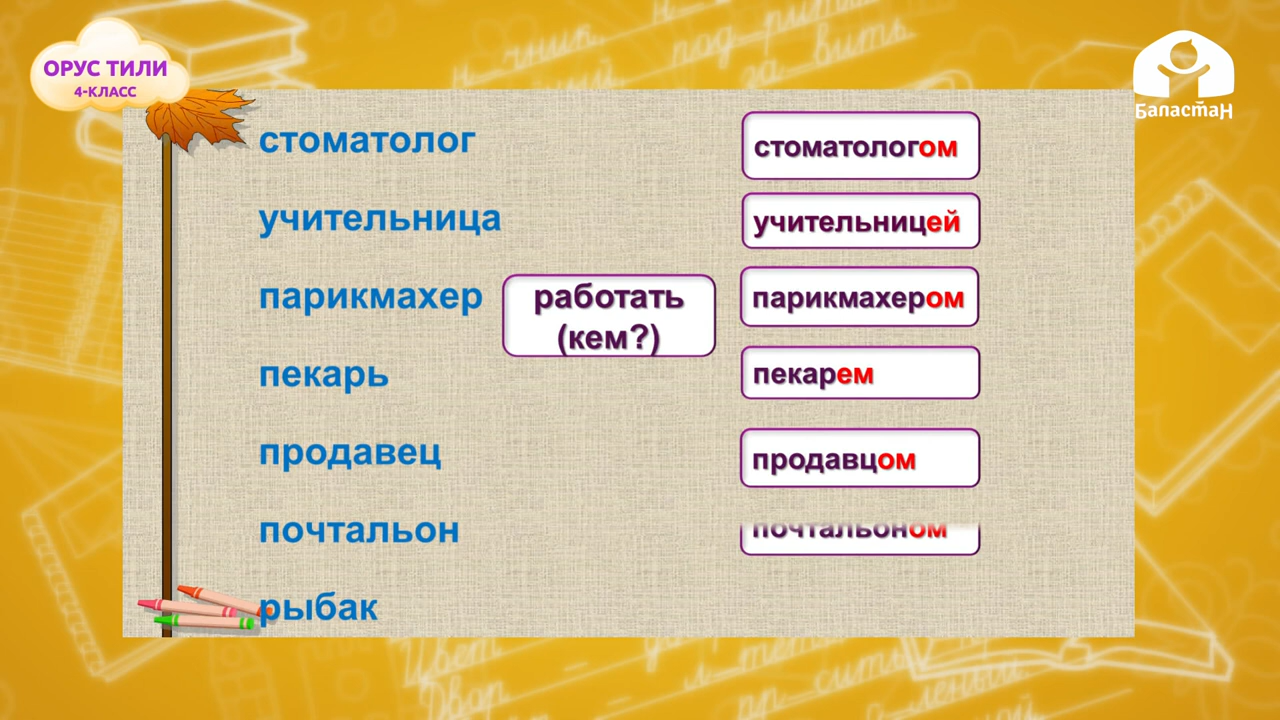 ОРУС ТИЛИ
4-КЛАСС
Баластан
стоматолог
учительница
парикмахер
пекарь
продавец
почтальон
рыбак
работать
(кем?)
стоматологом
учительницей
парикмахером
пекарем
продавцом
почтальоном